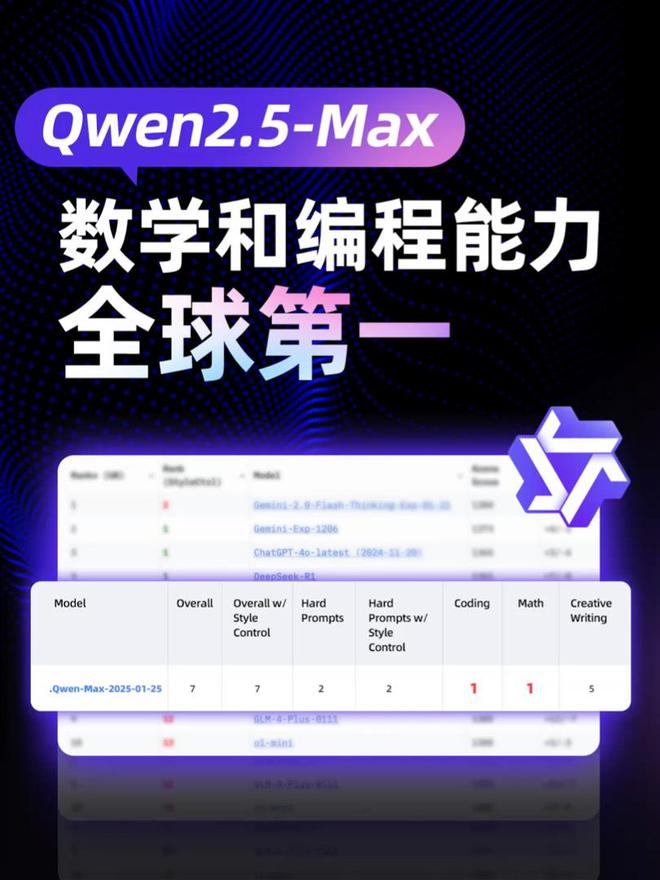 Qwen2.5-Max
数学和编程能力
全球第一
Model
Gemini-2.0-Flash-Thinking-Exp-01-21
Gemini-Exp-1206
ChatGPT-4o-latest (2024-11-20)
DeepSeek-R1
Model Overall Overall w/ Style Control Hard Prompts Hard Prompts w/ Style Control Coding Math Creative Writing
.Qwen-Max-2025-01-25 7 7 2 2 1 1 5
GLM-4-Plus-0111
o1-mini